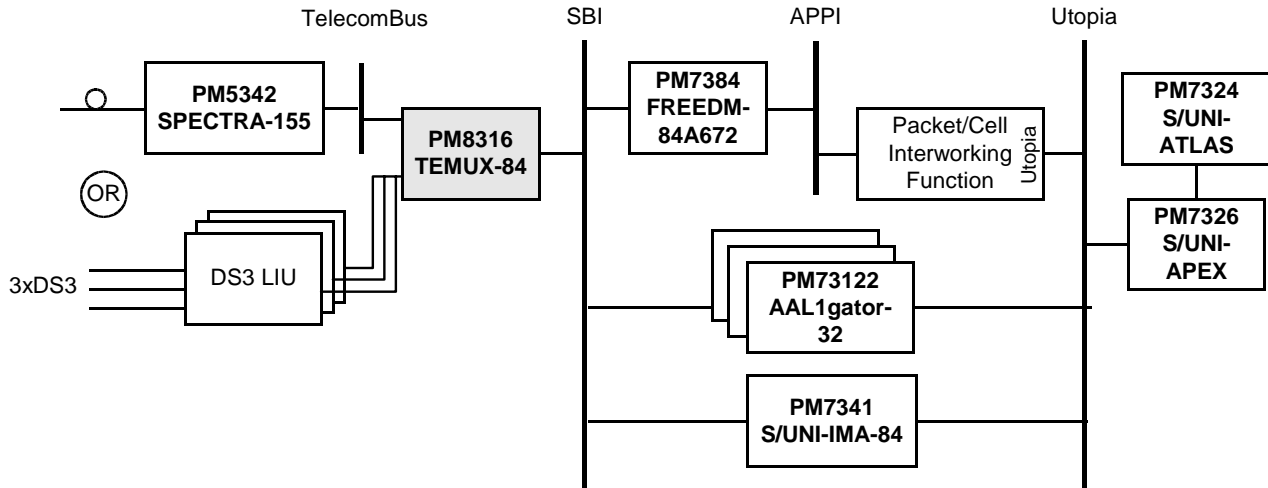 TelecomBus
SBI
APPI
Utopia
PM5342
SPECTRA-155
PM8316
TEMUX-84
PM7384
FREEDM-
84A672
Packet/Cell
Interworking
Function
Utopia
PM7324
S/UNI-
ATLAS
PM7326
S/UNI-
APEX
OR
3xDS3
DS3 LIU
PM73122
AAL1gator-
32
PM7341
S/UNI-IMA-84